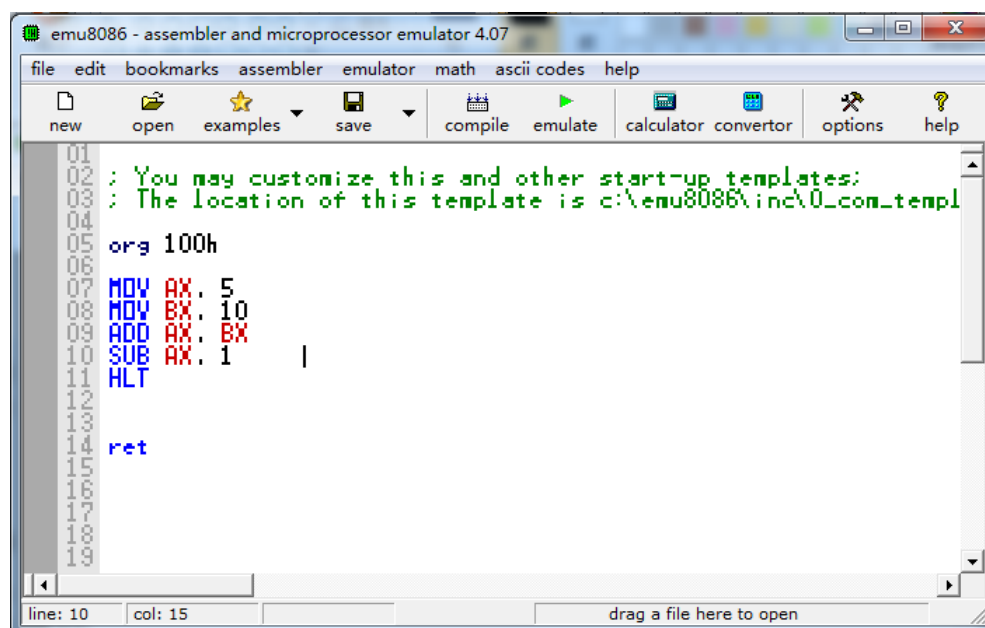 emu8086 - assembler and microprocessor emulator 4.07
file edit bookmarks assembler emulator math ascii codes help
new open examples save compile emulate calculator convertor options help
01
02 ; You may customize this and other start-up templates;
03 ; The location of this template is c:\emu8086\inc\0_com_templ
04
05 org 100h
06
07 MOV AX, 5
08 MOV BX, 10
09 ADD AX, BX
10 SUB AX, 1
11 HLT
12
13
14 ret
15
16
17
18
19
line: 10 col: 15 drag a file here to open